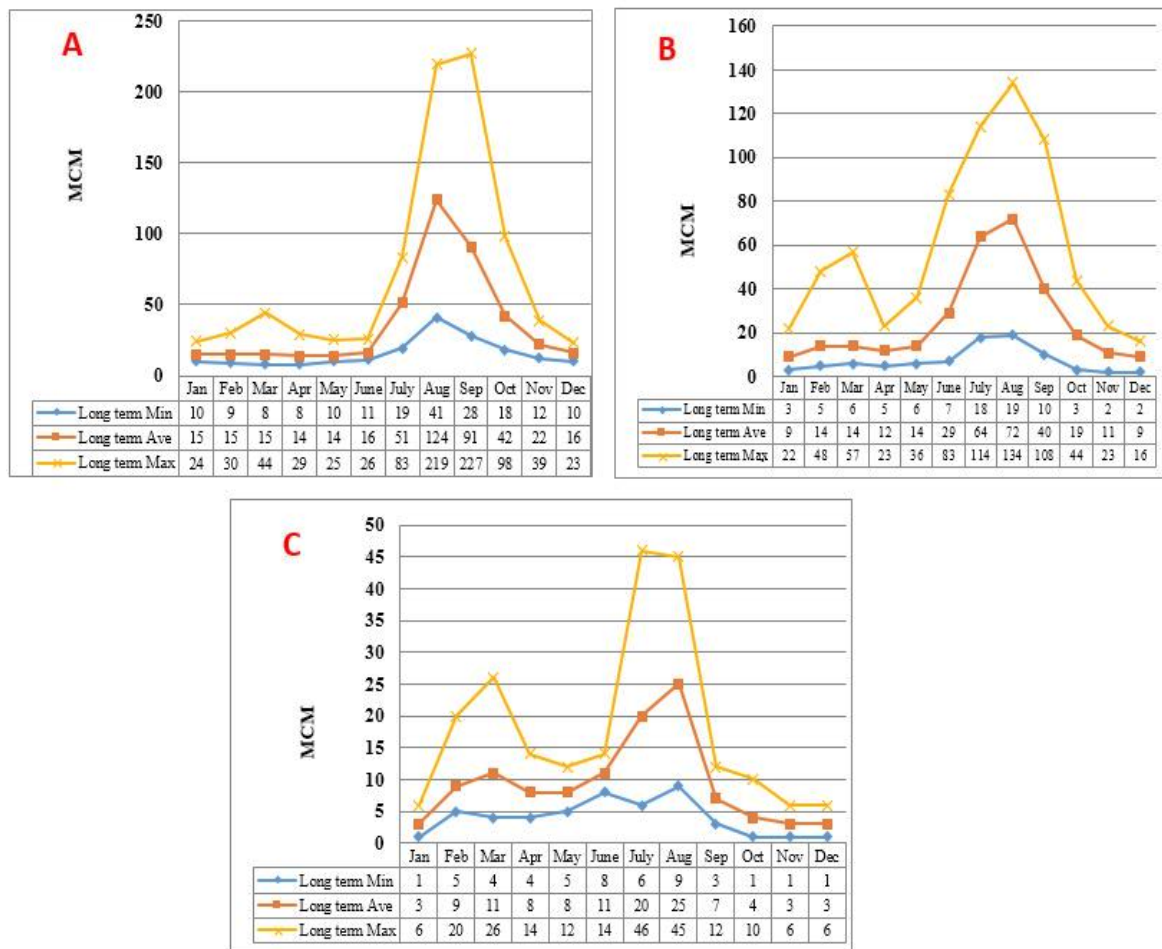 A
MCM
250
200
150
100
50
0
Jan Feb Mar Apr May June July Aug Sep Oct Nov Dec
Long term Min 10 9 8 8 10 11 19 41 28 18 12 10
Long term Ave 15 15 15 14 14 16 51 124 91 42 22 16
Long term Max 24 30 44 29 25 26 83 219 227 98 39 23
B
MCM
160
140
120
100
80
60
40
20
0
Jan Feb Mar Apr May June July Aug Sep Oct Nov Dec
Long term Min 3 5 6 5 6 7 18 19 10 3 2 2
Long term Ave 9 14 14 12 14 29 64 72 40 19 11 9
Long term Max 22 48 57 23 36 83 114 134 108 44 23 16
C
MCM
50
45
40
35
30
25
20
15
10
5
0
Jan Feb Mar Apr May June July Aug Sep Oct Nov Dec
Long term Min 1 5 4 4 5 8 6 9 3 1 1 1
Long term Ave 3 9 11 8 8 11 20 25 7 4 3 3
Long term Max 6 20 26 14 12 14 46 45 12 10 6 6